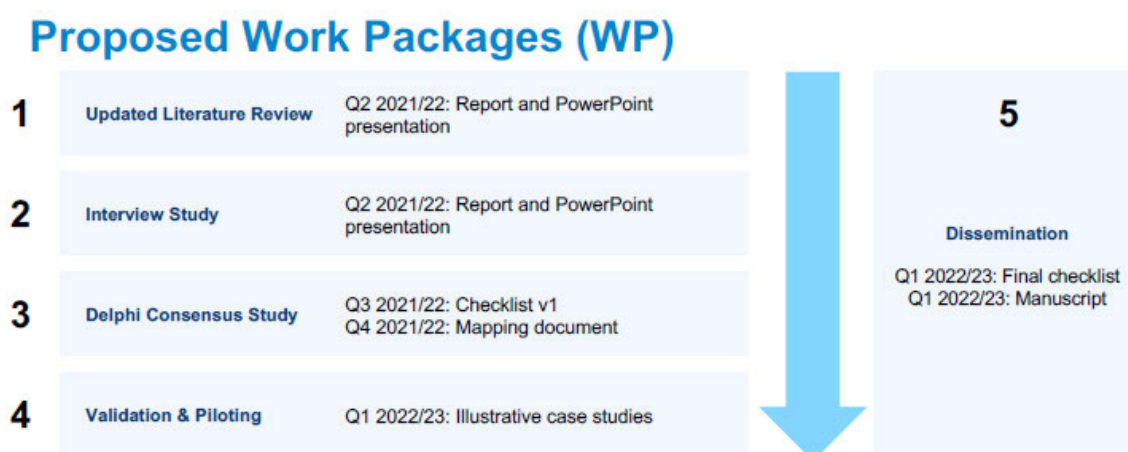 Proposed Work Packages (WP)
1
Updated Literature Review
Q2 2021/22: Report and PowerPoint
presentation
2
Interview Study
Q2 2021/22: Report and PowerPoint
presentation
3
Delphi Consensus Study
Q3 2021/22: Checklist v1
Q4 2021/22: Mapping document
4
Validation & Piloting
Q1 2022/23: Illustrative case studies
5
Dissemination
Q1 2022/23: Final checklist
Q1 2022/23: Manuscript